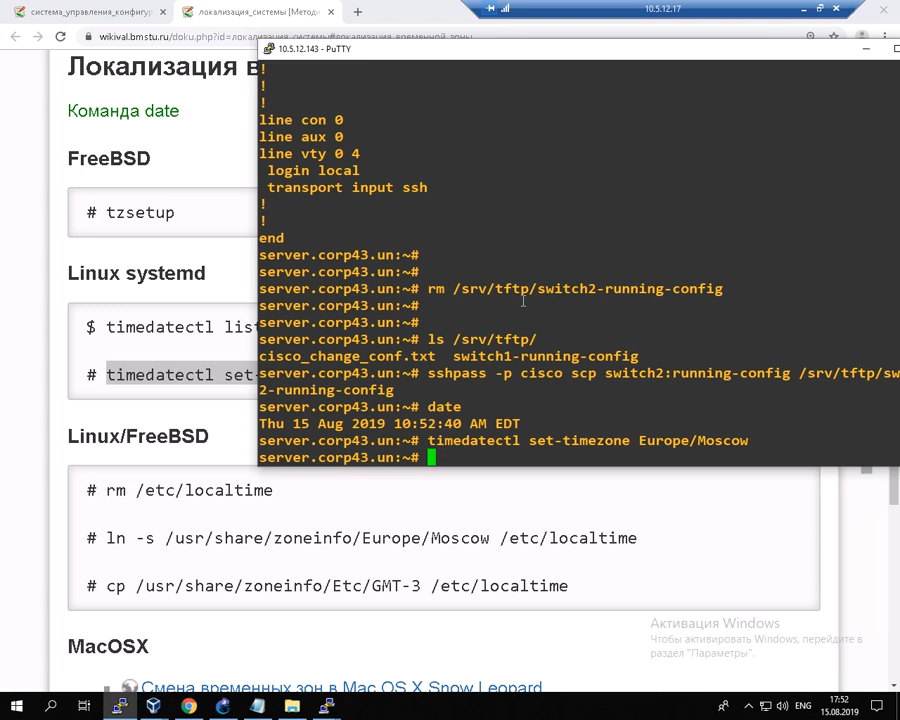 система_управления_конфигур
локализация_системы [Методи
10.5.12.17
wikival.bmstu.ru/doku.php?id=локализация_системы#локализация_временной_зоны
Локализация в
Команда date
FreeBSD
# tzsetup
Linux systemd
$ timedatectl lis
# timedatectl set-
Linux/FreeBSD
# rm /etc/localtime
# ln -s /usr/share/zoneinfo/Europe/Moscow /etc/localtime
# cp /usr/share/zoneinfo/Etc/GMT-3 /etc/localtime
MacOSX
Смена временных зон в Mac OS X Snow Leopard
10.5.12.143 - PuTTY
!
!
!
line con 0
line aux 0
line vty 0 4
login local
transport input ssh
!
!
end
server.corp43.un:~#
server.corp43.un:~#
server.corp43.un:~# rm /srv/tftp/switch2-running-config
server.corp43.un:~#
server.corp43.un:~#
server.corp43.un:~# ls /srv/tftp/
cisco_change_conf.txt switch1-running-config
server.corp43.un:~# sshpass -p cisco scp switch2:running-config /srv/tftp/sw
2-running-config
server.corp43.un:~# date
Thu 15 Aug 2019 10:52:40 AM EDT
server.corp43.un:~# timedatectl set-timezone Europe/Moscow
server.corp43.un:~#
Активация Windows
Чтобы активировать Windows, перейдите в
раздел "Параметры".
ENG
17:52
15.08.2019